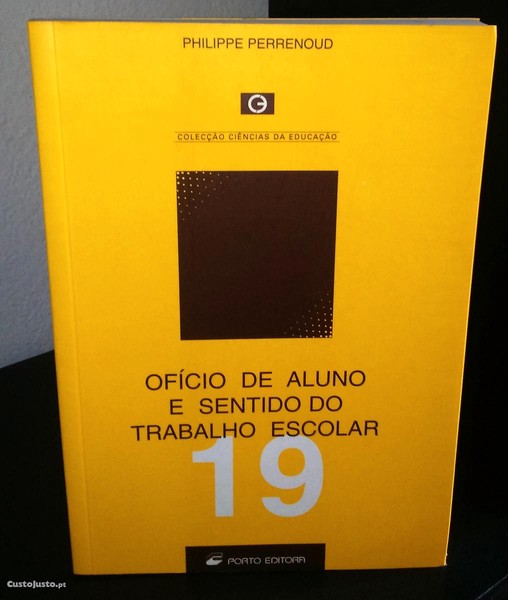 PHILIPPE PERRENOUD
COLECÇÃO CIÊNCIAS DA EDUCAÇÃO
OFÍCIO DE ALUNO
E SENTIDO DO
TRABALHO ESCOLAR
19
PORTO EDITORA
CustoJusto.pt